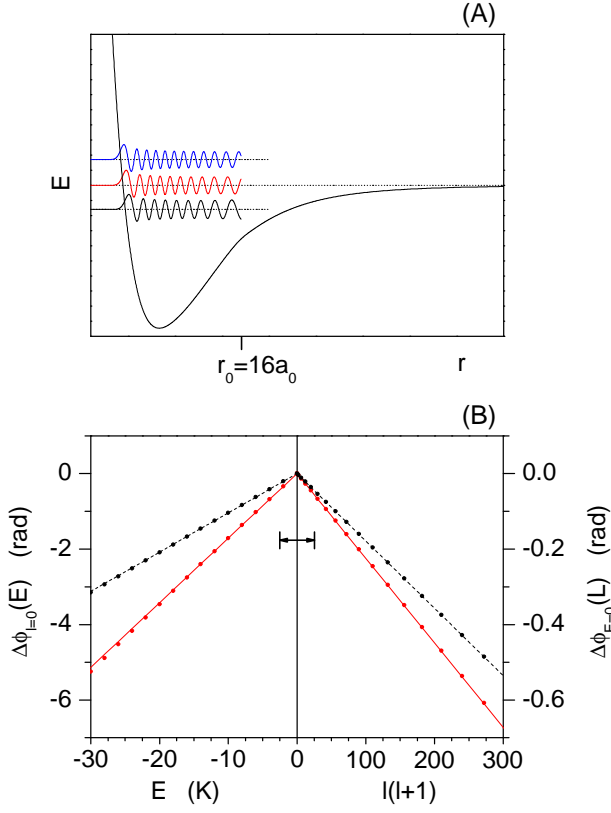 (A)
E
r₀=16a₀
r
(B)
0
-2
-4
-6
0.0
-0.2
-0.4
-0.6
Δϕₗ₌₀(E) (rad)
Δϕ_E=0(L) (rad)
-30 -20 -10 0 100 200 300
E (K) l(l+1)